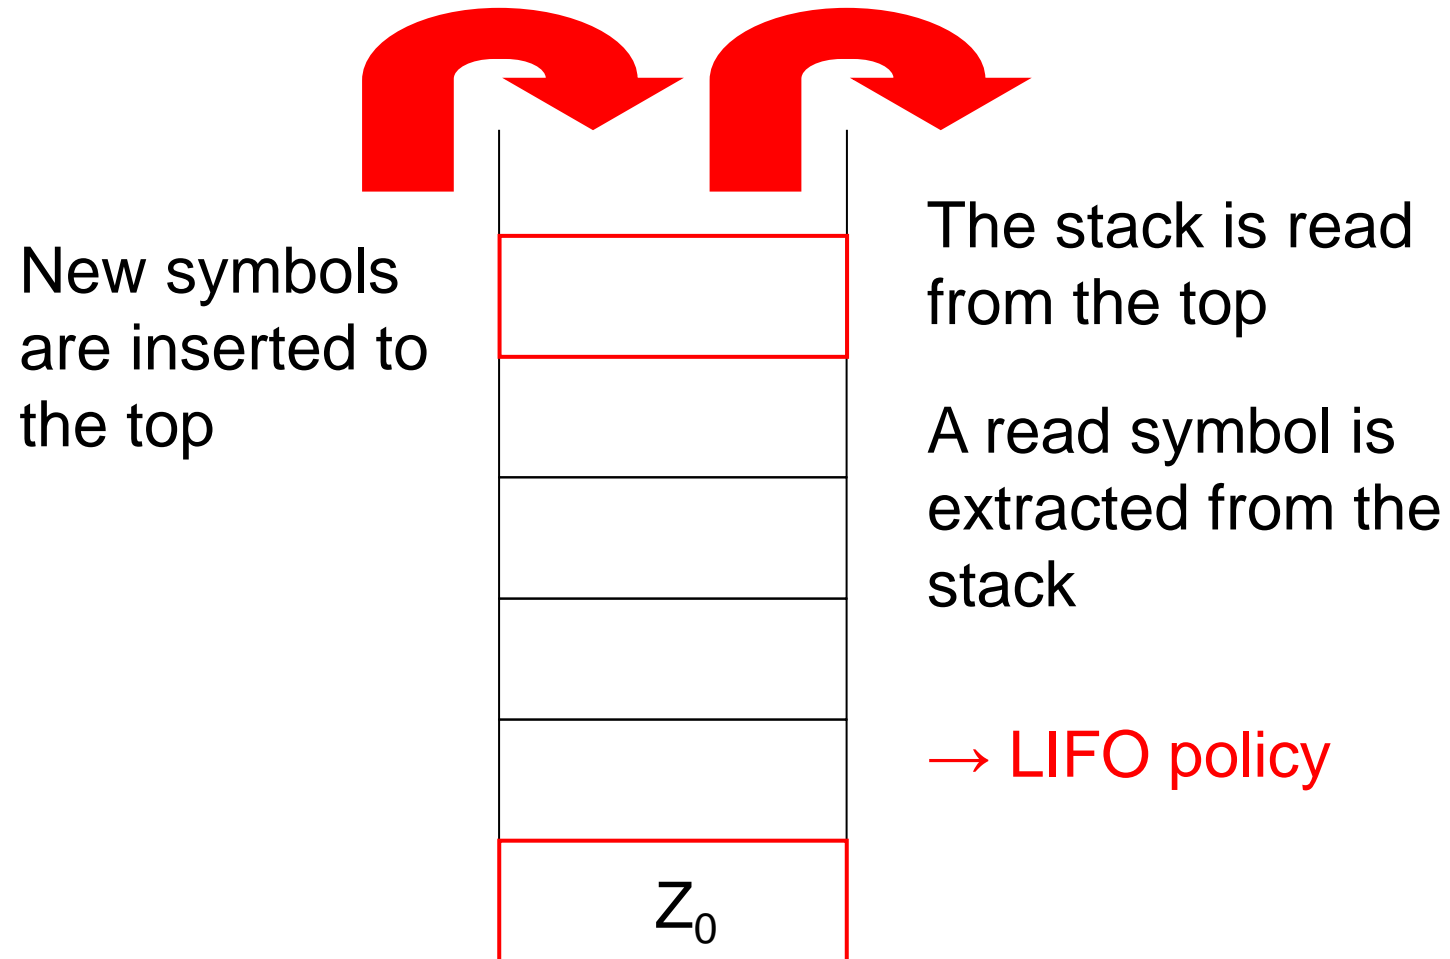 New symbols
are inserted to
the top
The stack is read
from the top
A read symbol is
extracted from the
stack
→ LIFO policy
Z₀